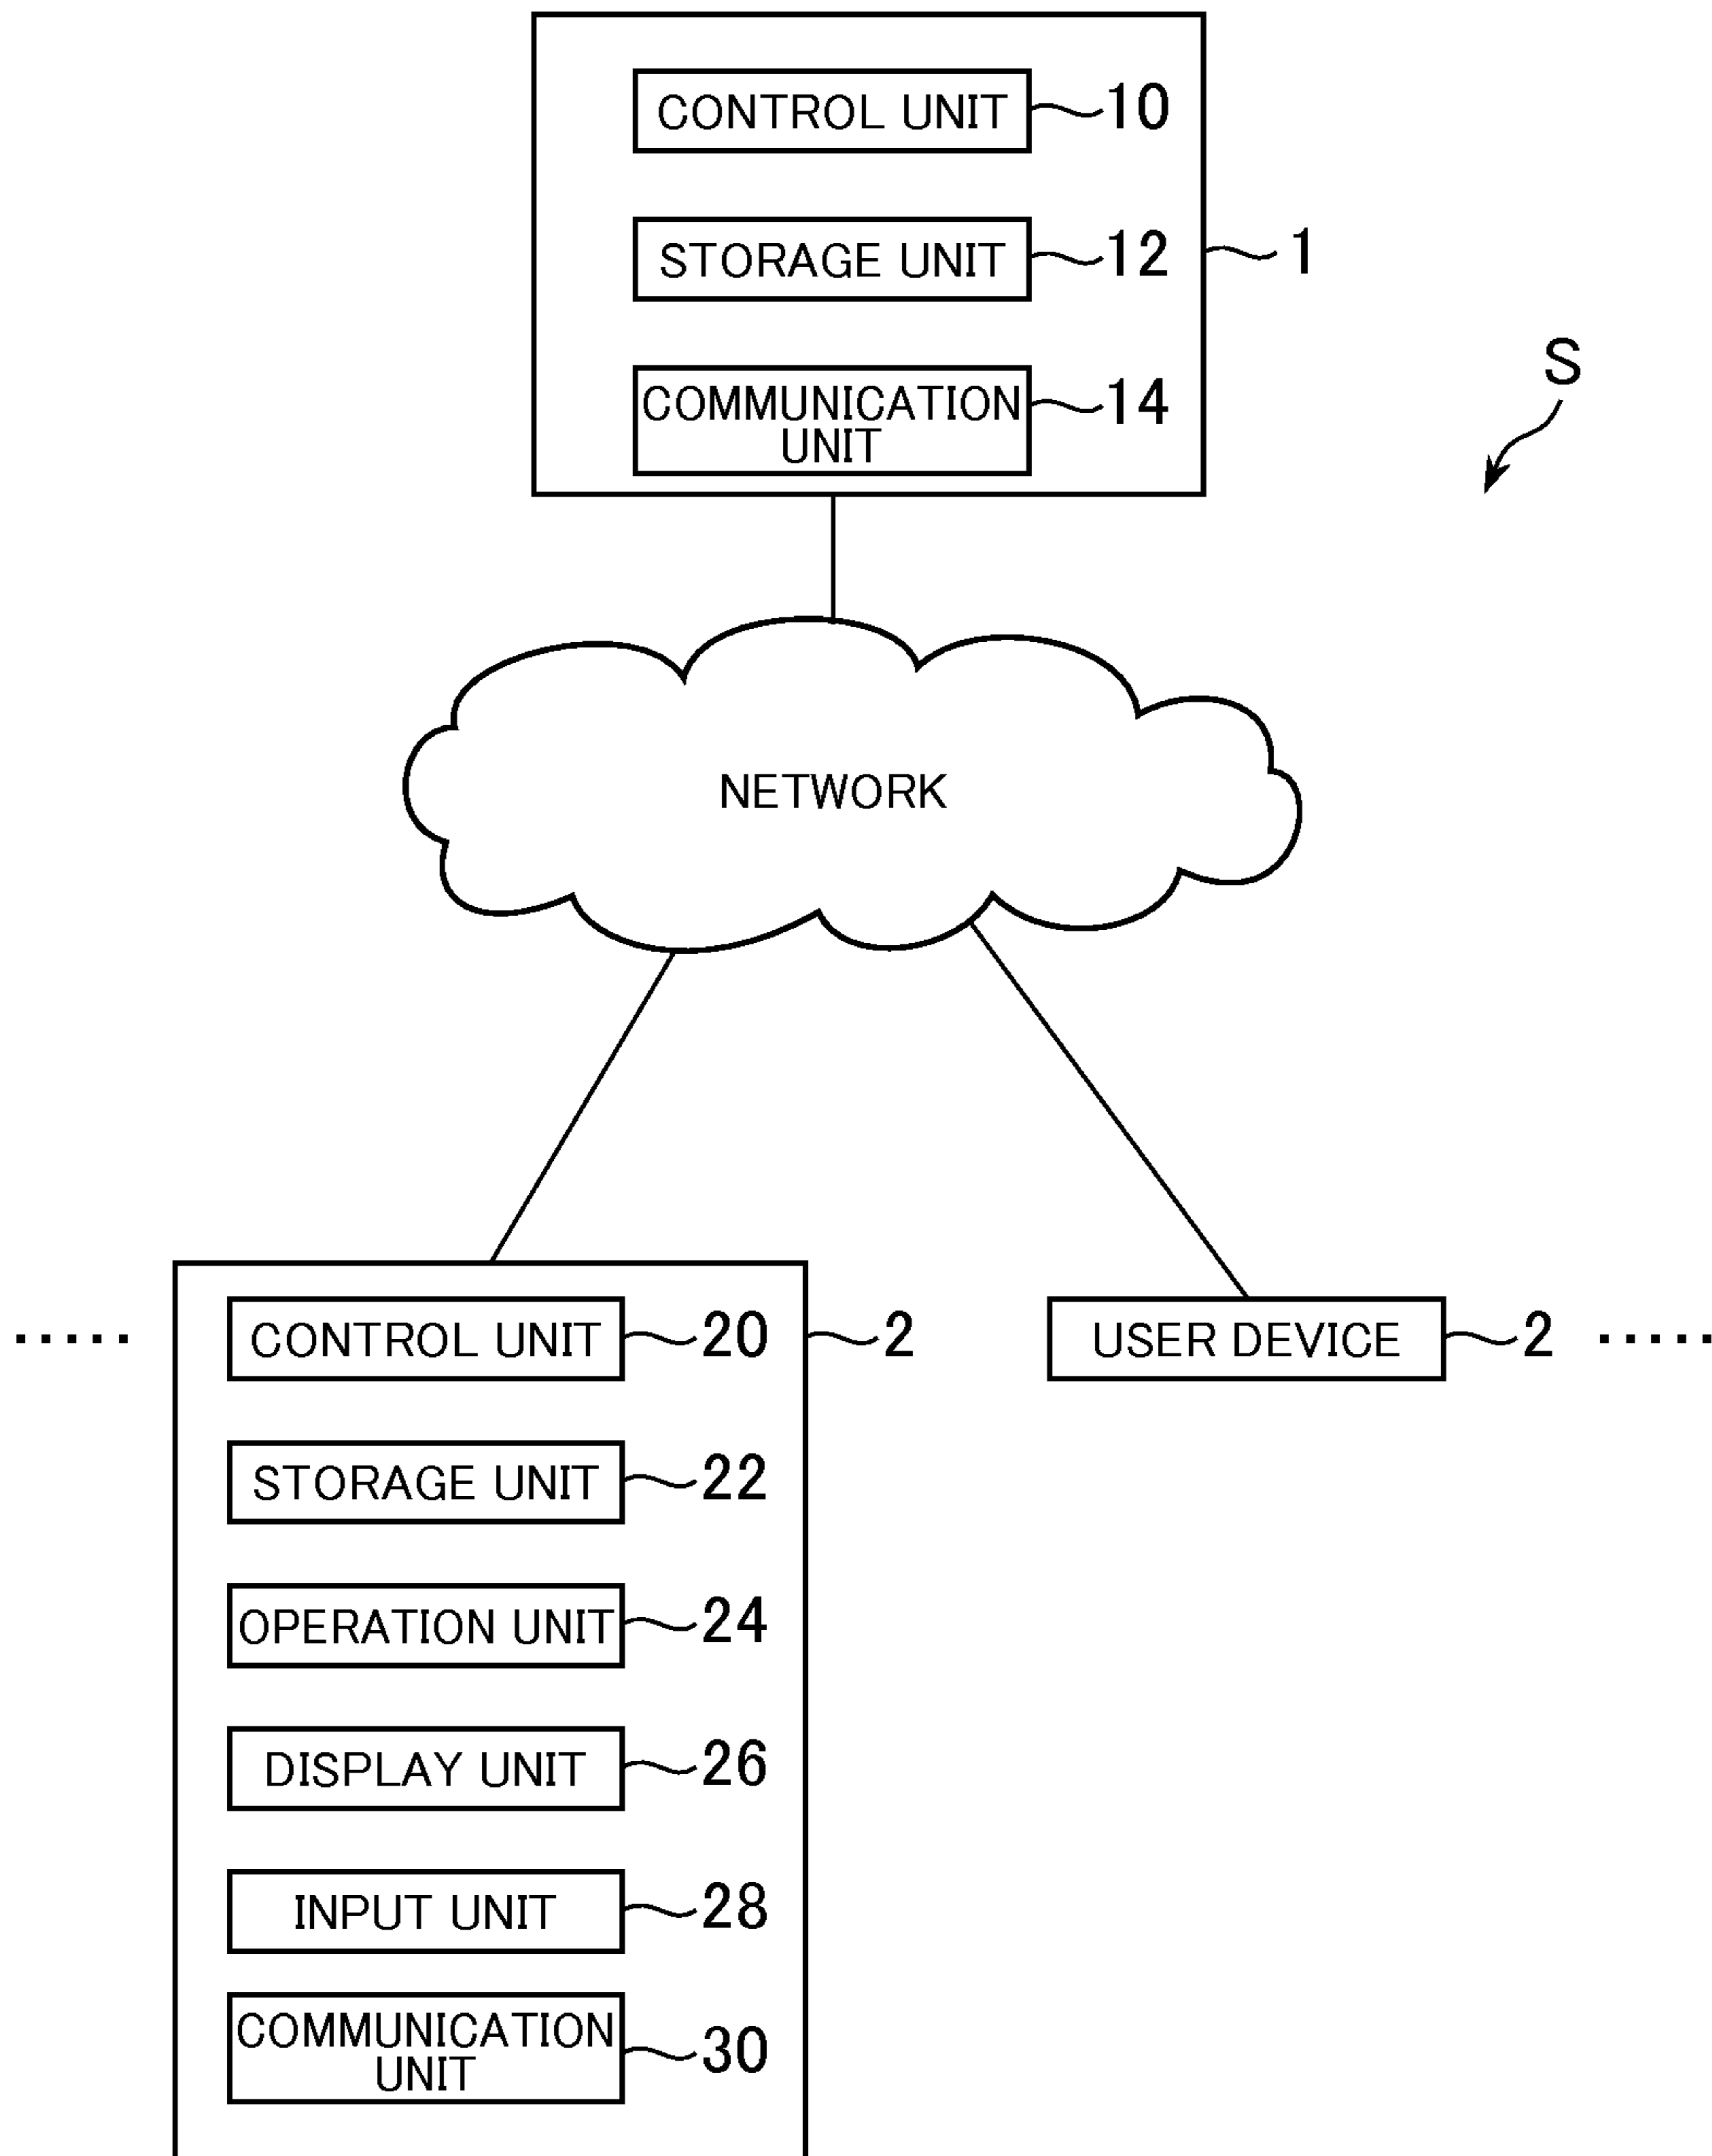 CONTROL UNIT 10
STORAGE UNIT 12
1
COMMUNICATION
UNIT
14
S
NETWORK
CONTROL UNIT 20
2
USER DEVICE 2
STORAGE UNIT 22
OPERATION UNIT 24
DISPLAY UNIT 26
INPUT UNIT 28
COMMUNICATION
UNIT
30